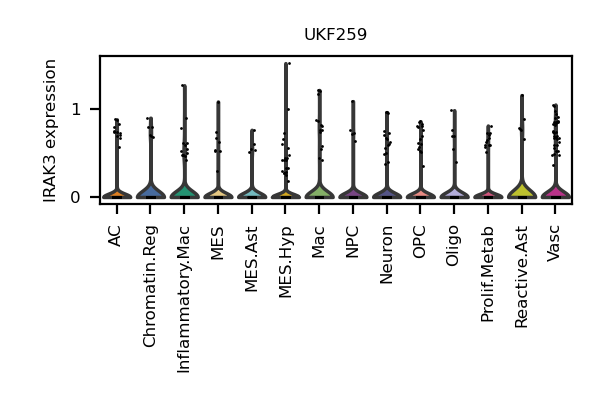 UKF259
IRAK3 expression
1
0
AC
Chromatin.Reg
Inflammatory.Mac
MES
MES.Ast
MES.Hyp
Mac
NPC
Neuron
OPC
Oligo
Prolif.Metab
Reactive.Ast
Vasc